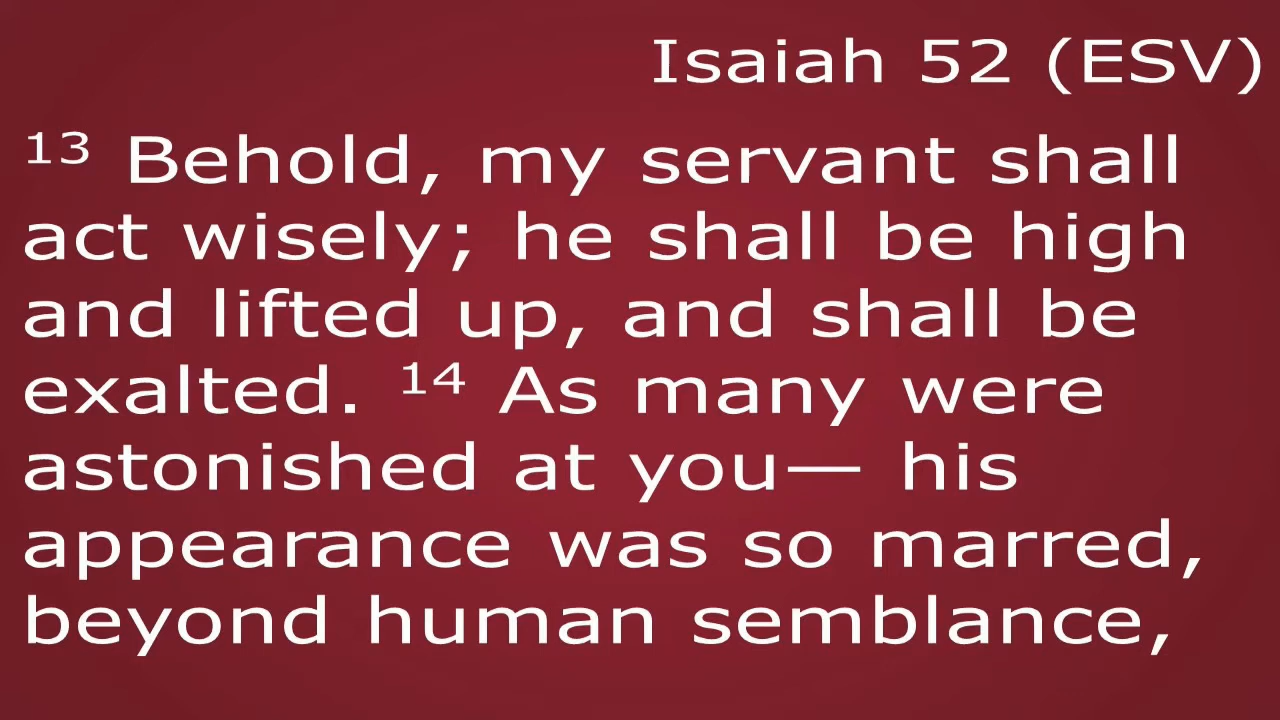 Isaiah 52 (ESV)
¹³ Behold, my servant shall
act wisely; he shall be high
and lifted up, and shall be
exalted. ¹⁴ As many were
astonished at you— his
appearance was so marred,
beyond human semblance,